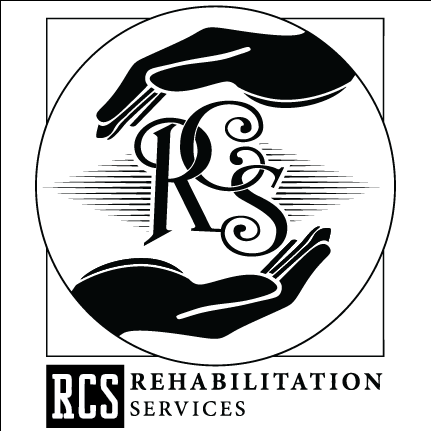 RCS
RCS REHABILITATION
SERVICES